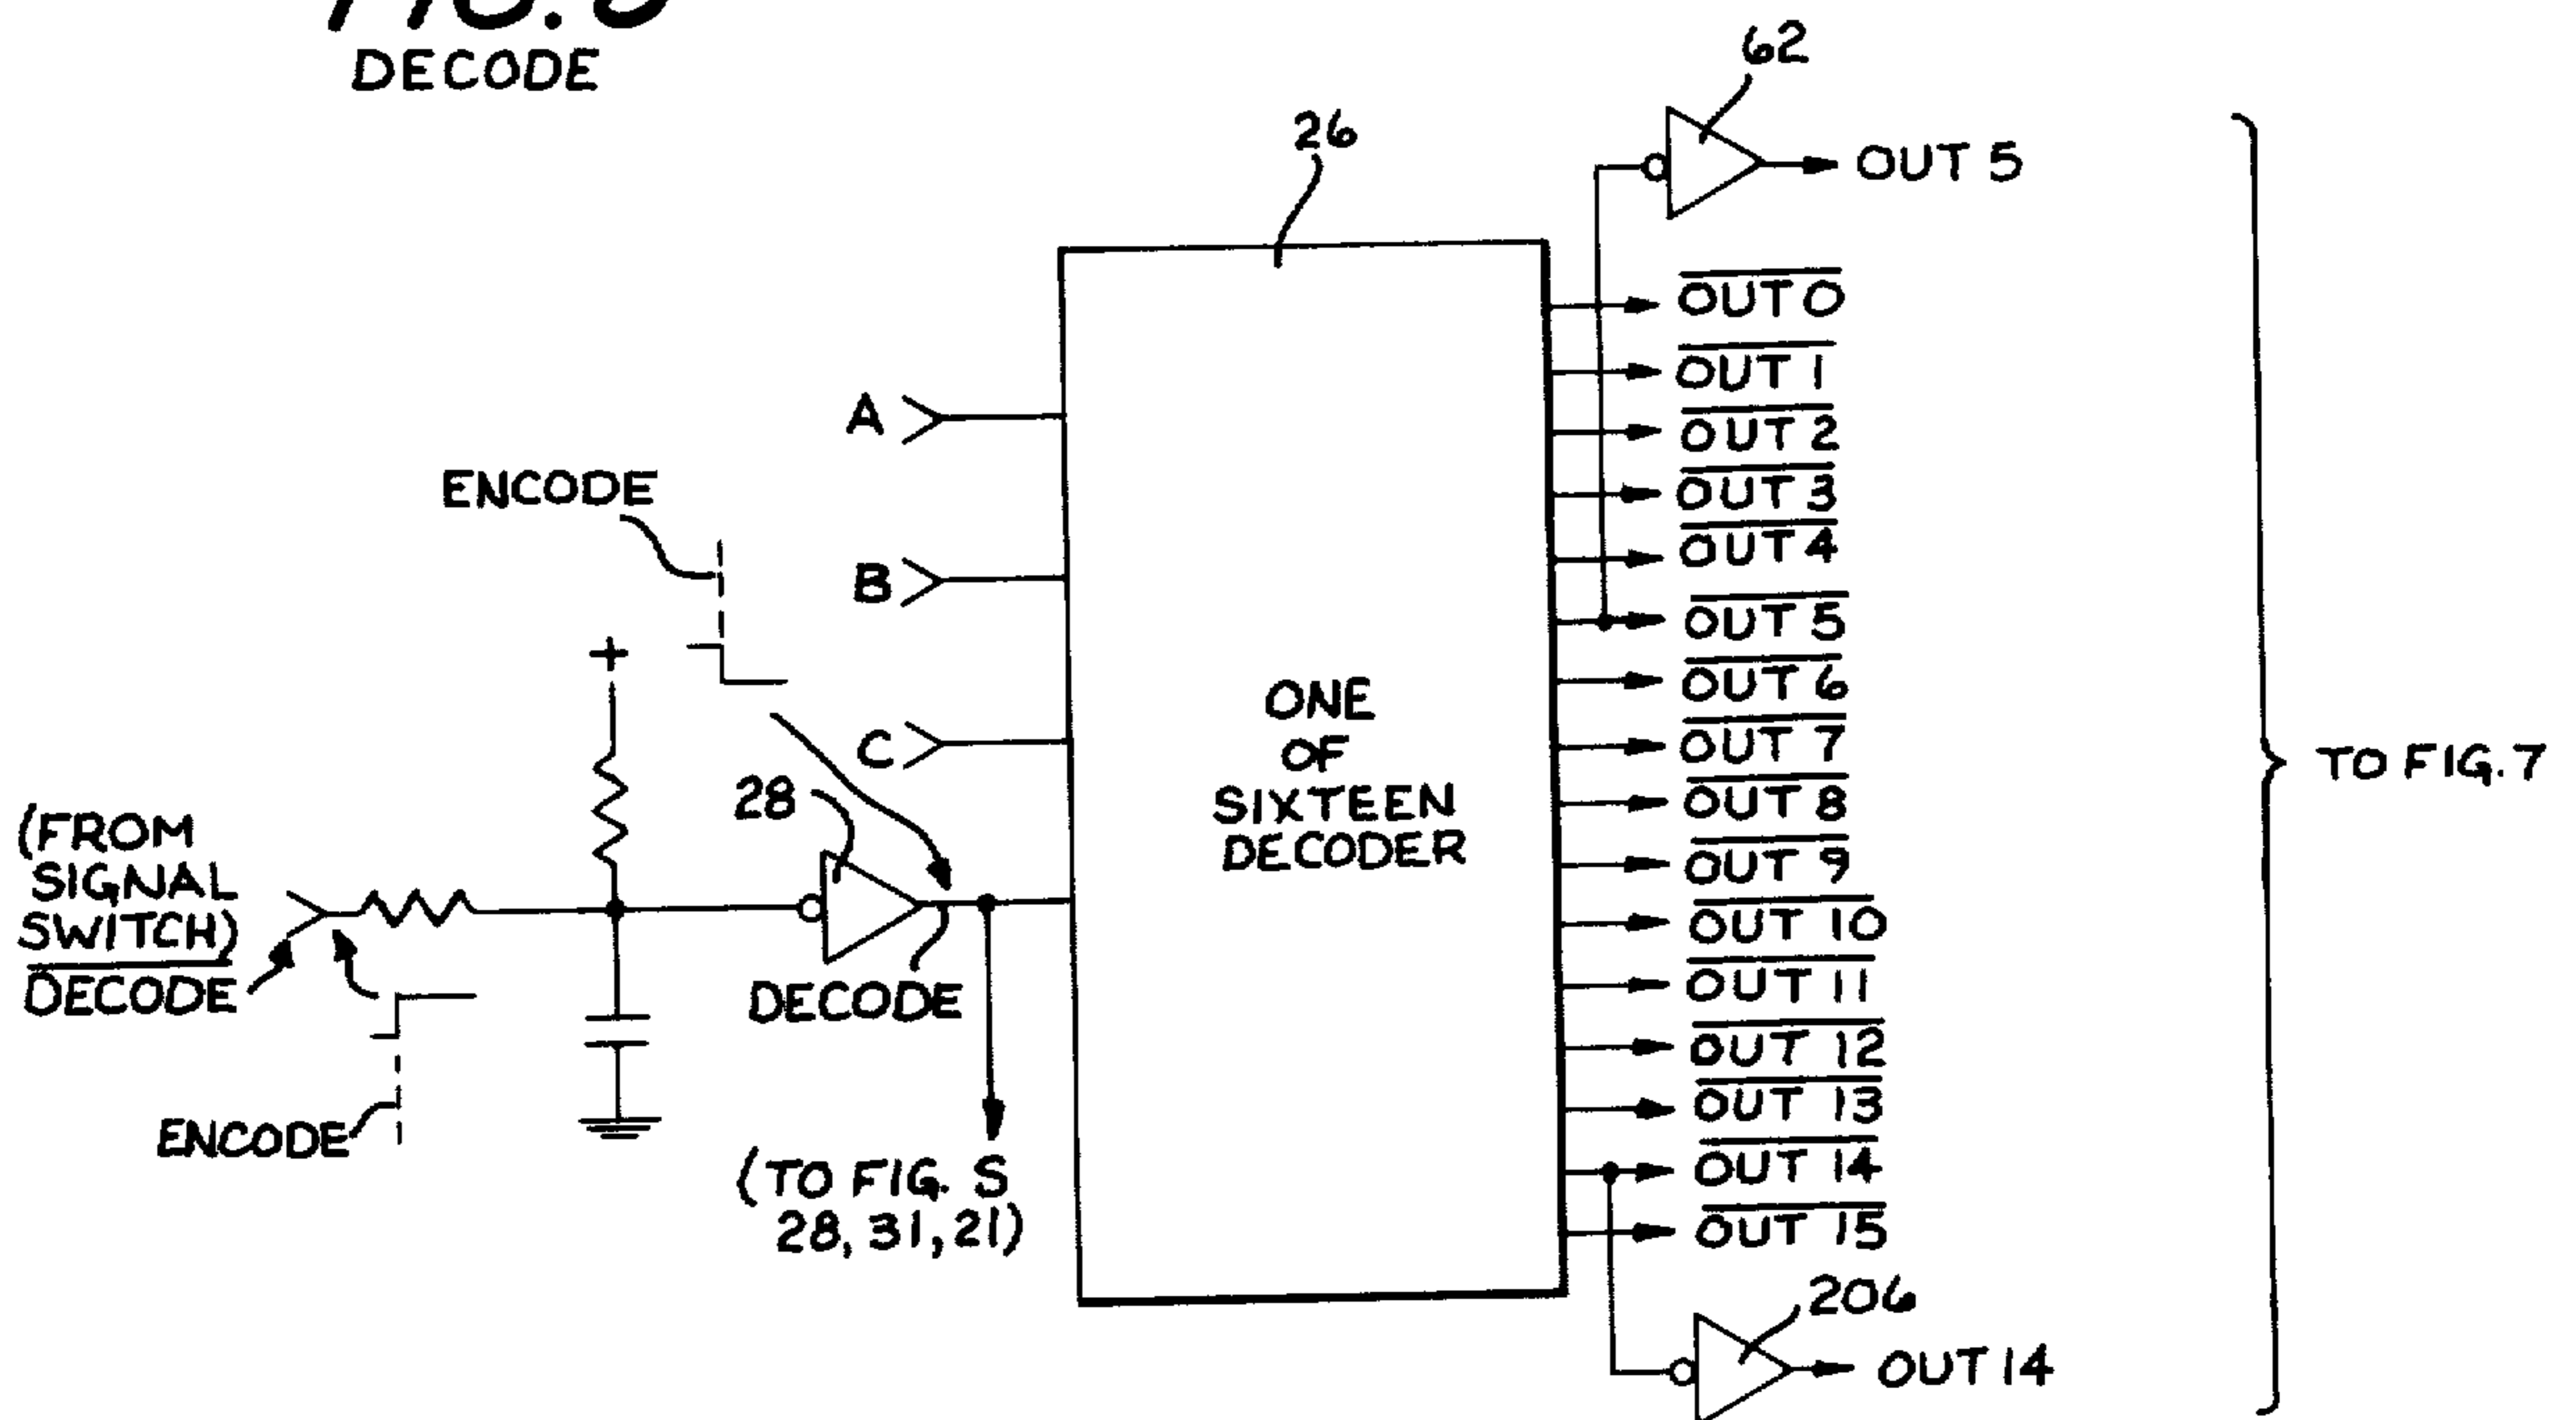 DECODE
62
26
OUT 5
OUT 0
OUT 1
A
OUT 2
ENCODE
OUT 3
OUT 4
B
OUT 5
+
OUT 6
ONE
OF
SIXTEEN
DECODER
C
OUT 7
TO FIG. 7
28
OUT 8
(FROM
SIGNAL
SWITCH)
DECODE
OUT 9
OUT 10
DECODE
OUT 11
OUT 12
ENCODE
OUT 13
(TO FIG. S
28, 31, 21)
OUT 14
OUT 15
206
OUT 14